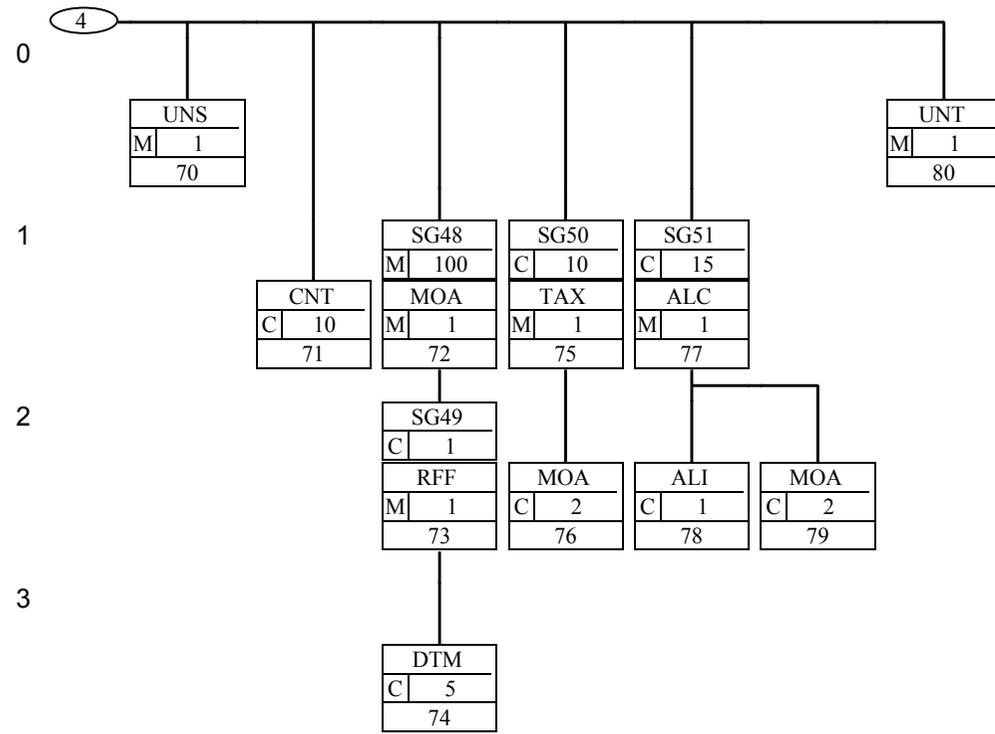 4
0
UNS
M 1
70
UNT
M 1
80
1
SG48
M 100
SG50
C 10
SG51
C 15
CNT
C 10
71
MOA
M 1
72
TAX
M 1
75
ALC
M 1
77
2
SG49
C 1
RFF
M 1
73
MOA
C 2
76
ALI
C 1
78
MOA
C 2
79
3
DTM
C 5
74